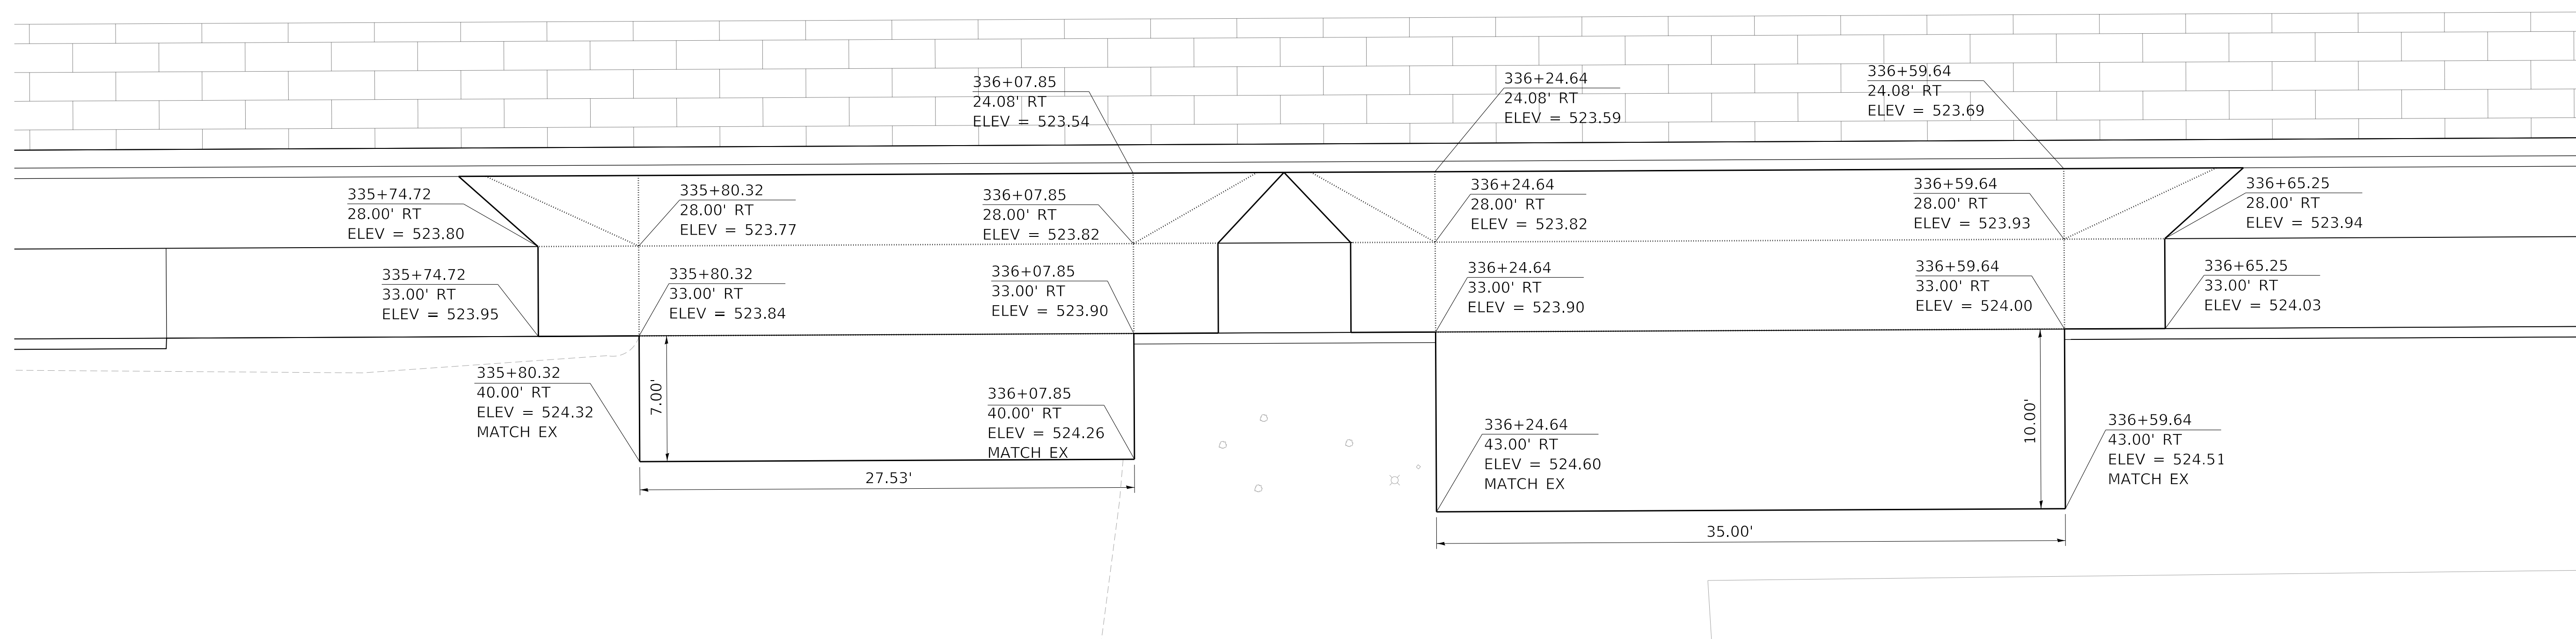 336+07.85
24.08' RT
ELEV = 523.54
336+24.64
24.08' RT
ELEV = 523.59
336+59.64
24.08' RT
ELEV = 523.69
335+74.72
28.00' RT
ELEV = 523.80
335+80.32
28.00' RT
ELEV = 523.77
336+07.85
28.00' RT
ELEV = 523.82
336+24.64
28.00' RT
ELEV = 523.82
336+59.64
28.00' RT
ELEV = 523.93
336+65.25
28.00' RT
ELEV = 523.94
335+74.72
33.00' RT
ELEV = 523.95
335+80.32
33.00' RT
ELEV = 523.84
336+07.85
33.00' RT
ELEV = 523.90
336+24.64
33.00' RT
ELEV = 523.90
336+59.64
33.00' RT
ELEV = 524.00
336+65.25
33.00' RT
ELEV = 524.03
335+80.32
40.00' RT
ELEV = 524.32
MATCH EX
7.00'
336+07.85
40.00' RT
ELEV = 524.26
MATCH EX
27.53'
336+24.64
43.00' RT
ELEV = 524.60
MATCH EX
10.00'
336+59.64
43.00' RT
ELEV = 524.51
MATCH EX
35.00'